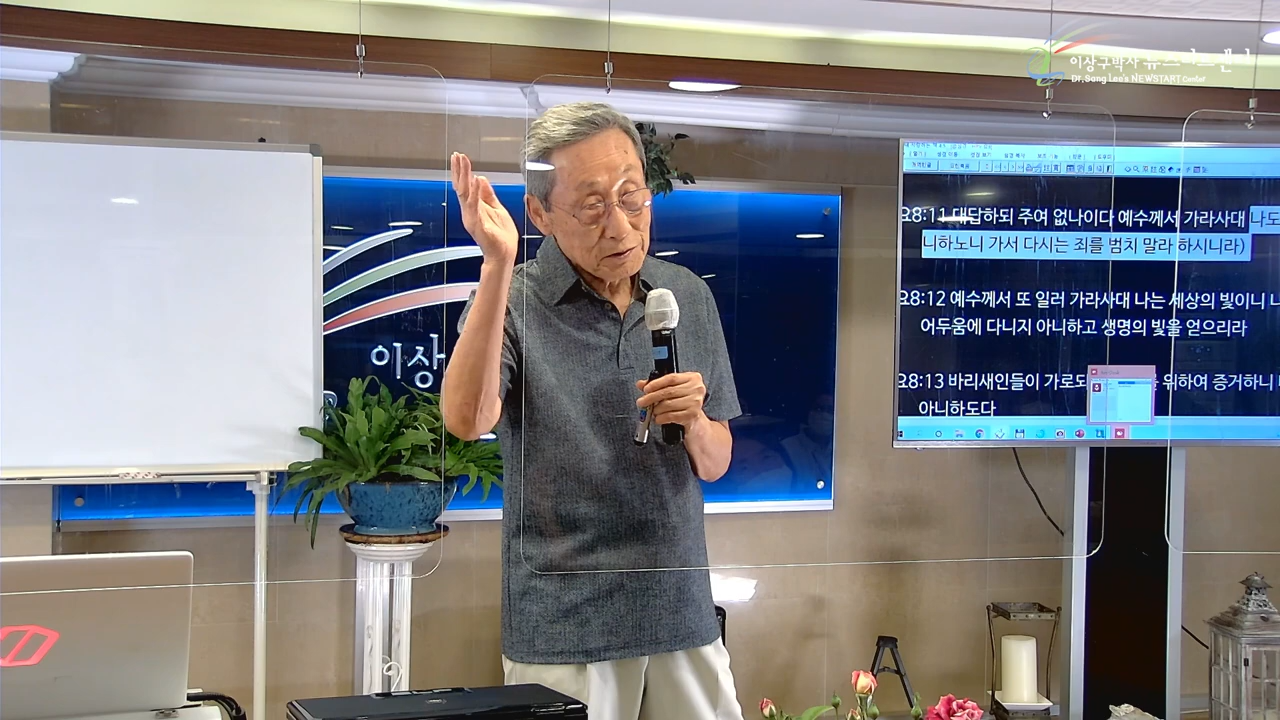 이상구박사 뉴스타트 센터
Dr. Sang Lee's NEWSTART Center
요8:11 대답하되 주여 없나이다 예수께서 가라사대 나도
니하노니 가서 다시는 죄를 범치 말라 하시니라)
요8:12 예수께서 또 일러 가라사대 나는 세상의 빛이니
어두움에 다니지 아니하고 생명의 빛을 얻으리라
요8:13 바리새인들이 가로되 위하여 증거하니
아니하도다
이상